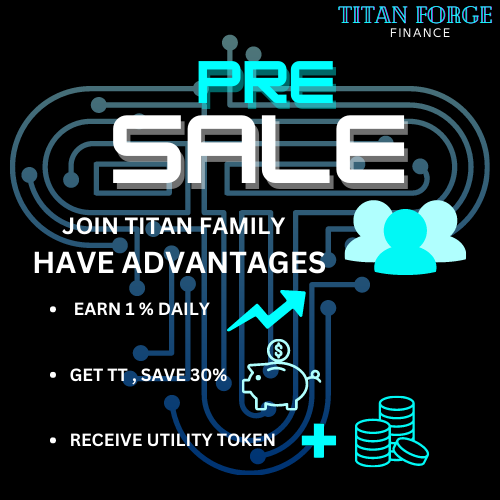 TITAN FORGE
FINANCE
PRE
SALE
JOIN TITAN FAMILY
HAVE ADVANTAGES
• EARN 1 % DAILY
$
• GET TT , SAVE 30%
• RECEIVE UTILITY TOKEN